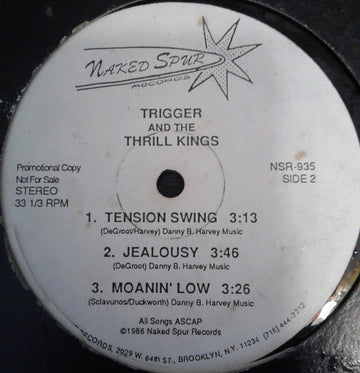 NAKED SPUR
RECORDS
TRIGGER
AND THE
THRILL KINGS
Promotional Copy
Not For Sale
STEREO
33 1/3 RPM
NSR-935
SIDE 2
1. TENSION SWING 3:13
(DeGroot/Harvey) Danny B. Harvey Music
2. JEALOUSY 3:46
(DeGroot) Danny B. Harvey Music
3. MOANIN' LOW 3:26
(Sclavunos/Duckworth) Danny B. Harvey Music
All Songs ASCAP
©1986 Naked Spur Records
RECORDS, 2029 W. 64th ST., BROOKLYN, N.Y. 11234 (718) 444-7712